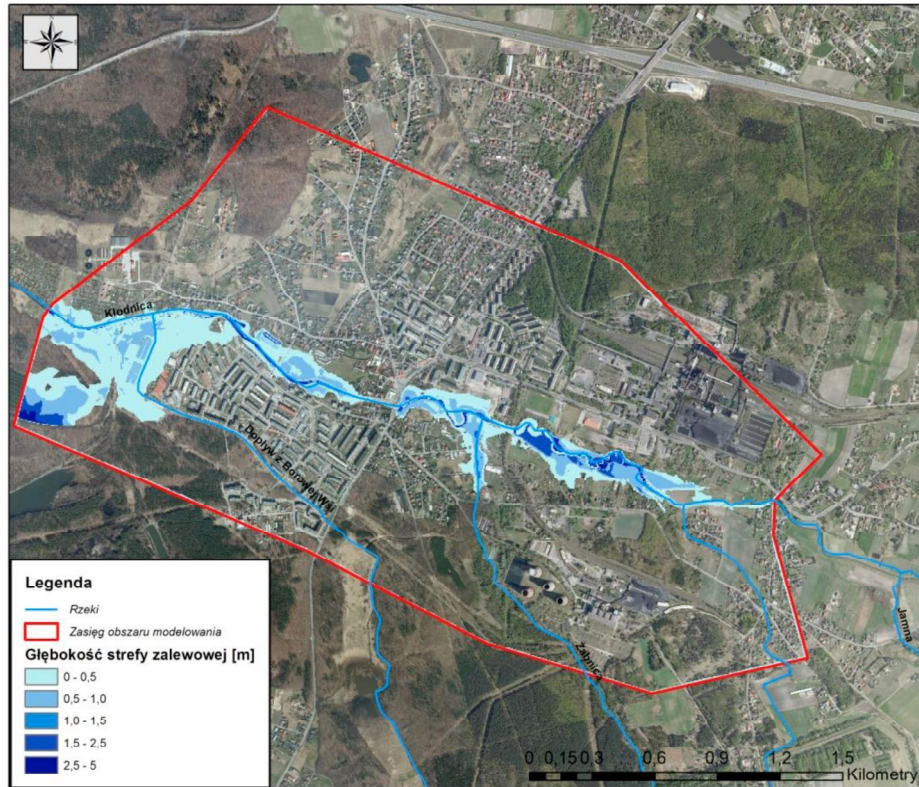 Kłodnica
Dopływ z Borowej Wsi
Żabnica
Jamna
Legenda
Rzeki
Zasięg obszaru modelowania
Głębokość strefy zalewowej [m]
0 - 0,5
0,5 - 1,0
1,0 - 1,5
1,5 - 2,5
2,5 - 5
0 0,15 0,3 0,6 0,9 1,2 1,5
Kilometry